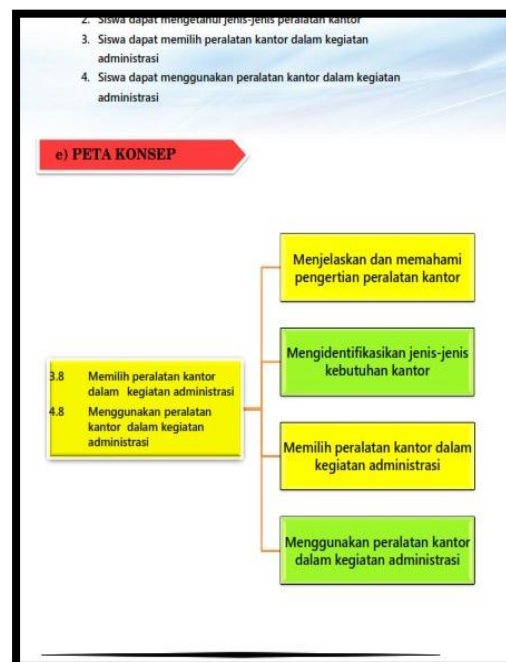 2. Siswa dapat mengetahui jenis-jenis peralatan kantor
3. Siswa dapat memilih peralatan kantor dalam kegiatan
administrasi
4. Siswa dapat menggunakan peralatan kantor dalam kegiatan
administrasi
e) PETA KONSEP
3.8 Memilih peralatan kantor
dalam kegiatan administrasi
4.8 Menggunakan peralatan
kantor dalam kegiatan
administrasi
Menjelaskan dan memahami
pengertian peralatan kantor
Mengidentifikasikan jenis-jenis
kebutuhan kantor
Memilih peralatan kantor dalam
kegiatan administrasi
Menggunakan peralatan kantor
dalam kegiatan administrasi